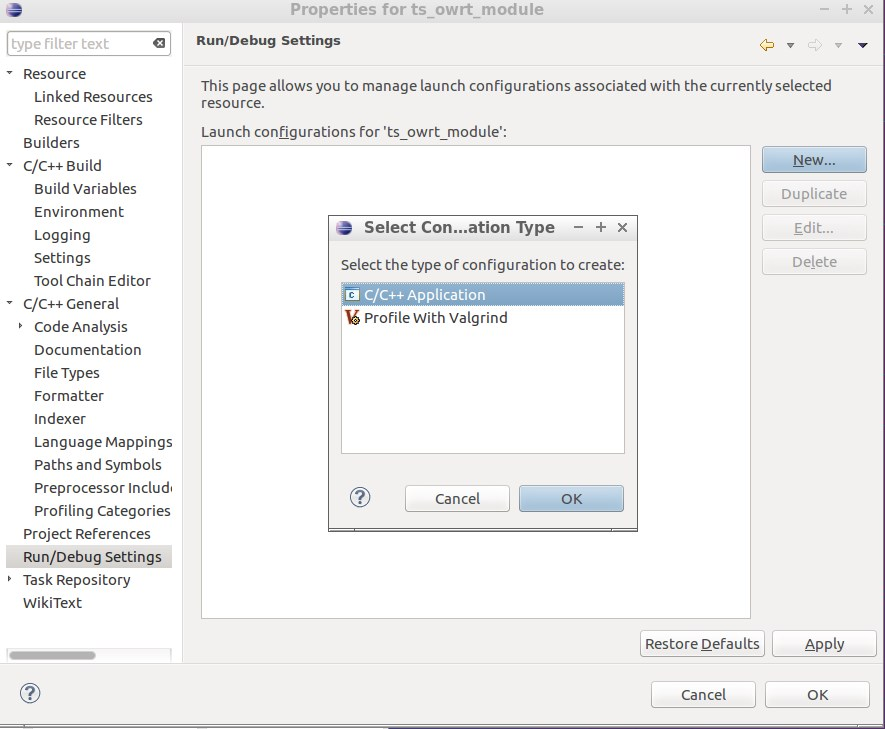 Properties for ts_owrt_module
type filter text
Run/Debug Settings
Resource
Linked Resources
Resource Filters
Builders
C/C++ Build
Build Variables
Environment
Logging
Settings
Tool Chain Editor
C/C++ General
Code Analysis
Documentation
File Types
Formatter
Indexer
Language Mappings
Paths and Symbols
Preprocessor Include
Profiling Categories
Project References
Run/Debug Settings
Task Repository
WikiText
This page allows you to manage launch configurations associated with the currently selected
resource.
Launch configurations for 'ts_owrt_module':
New...
Duplicate
Edit...
Delete
Select Con...ation Type
Select the type of configuration to create:
C/C++ Application
Profile With Valgrind
?
Cancel
OK
Restore Defaults
Apply
?
Cancel
OK